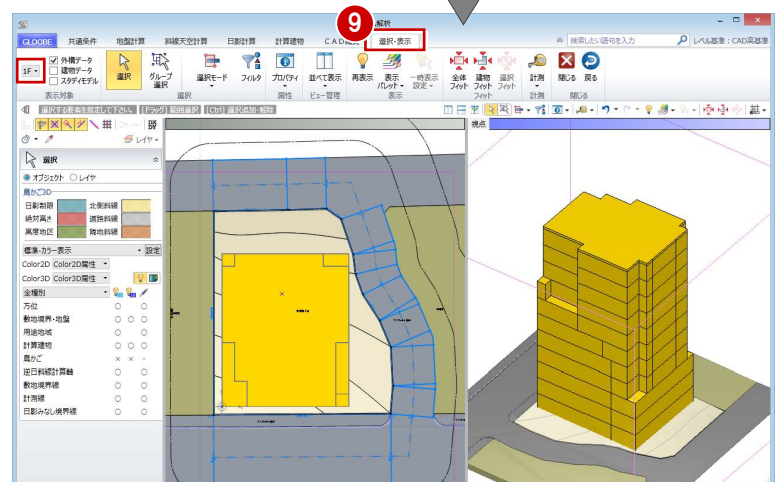 9
解析
GLOOBE 共通条件 地盤計算 斜線天空計算 日影計算 計算建物 選択-表示 検索したい語句を入力 レベル基準：CAD高基準
1F 外構データ 建物データ スタディモデル
選択 グループ選択 選択モード フィルタ プロパティ 並べて表示 再表示 表示パレット 一時表示設定 全体フィット 建物フィット 選択フィット 計測 閉じる 戻る
表示対象 選択 属性 ビュー管理 表示 フィット 計測 閉じる
選択する要素を指定して下さい。 [[ドラッグ] 範囲選択] [[Ctrl] 選択追加・解除]
視点
レイヤ
選択
オブジェクト レイヤ
鳥かご3D
日影制限 北側斜線
絶対高さ 道路斜線
高度地区 隣地斜線
標準-カラー表示 設定
Color2D Color2D属性
Color3D Color3D属性
全種別
方位 ○ ○
敷地境界・地盤 ○ ○ ○
用途地域 ○ ○
計算建物 ○ ○ ○
鳥かご × × -
逆日斜線計算軸 ○ ○
敷地境界線 ○ ○
計測線 ○ ○
日影みなし境界線 ○ ○